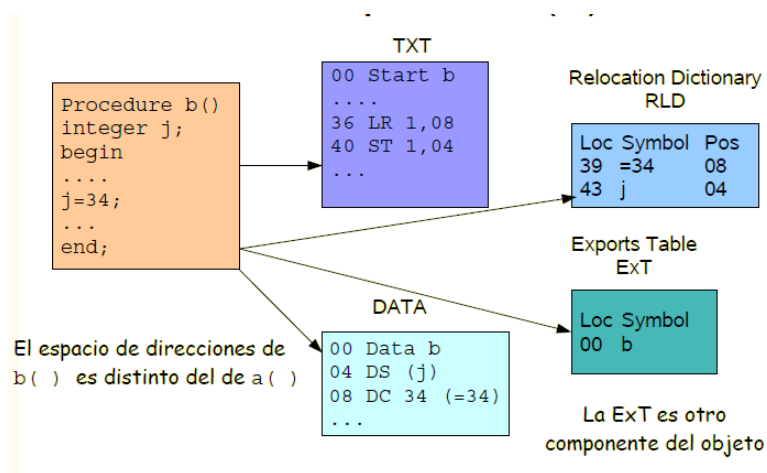 TXT
00 Start b
....
36 LR 1,08
40 ST 1,04
...
Procedure b()
integer j;
begin
....
j=34;
...
end;
Relocation Dictionary
RLD
Loc Symbol Pos
39 =34 08
43 j 04
Exports Table
ExT
Loc Symbol
00 b
DATA
00 Data b
04 DS (j)
08 DC 34 (=34)
...
El espacio de direcciones de
b( ) es distinto del de a( )
La ExT es otro
componente del objeto